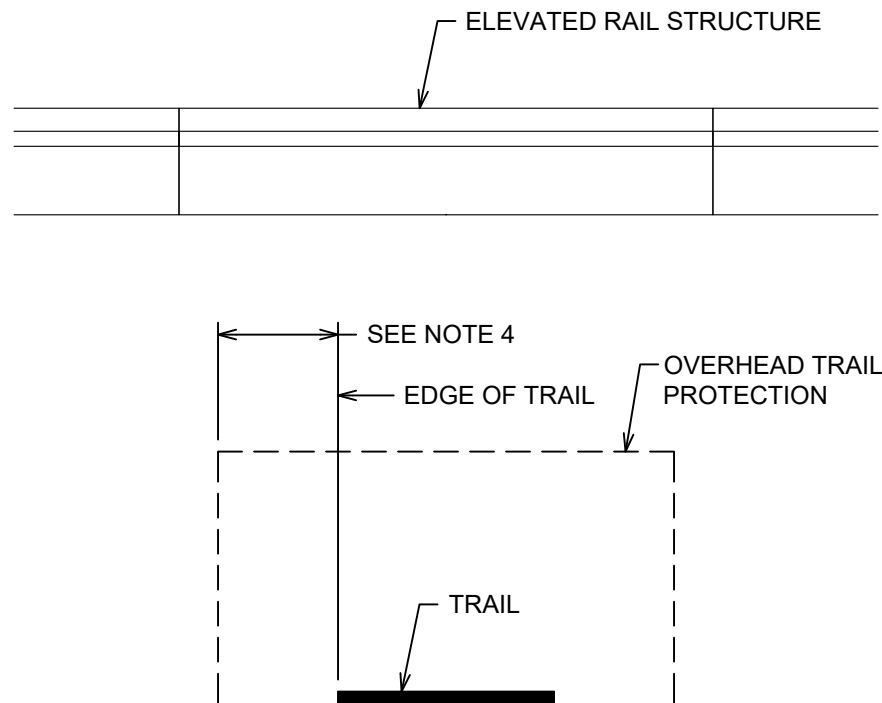 ELEVATED RAIL STRUCTURE
SEE NOTE 4
OVERHEAD TRAIL
PROTECTION
EDGE OF TRAIL
TRAIL